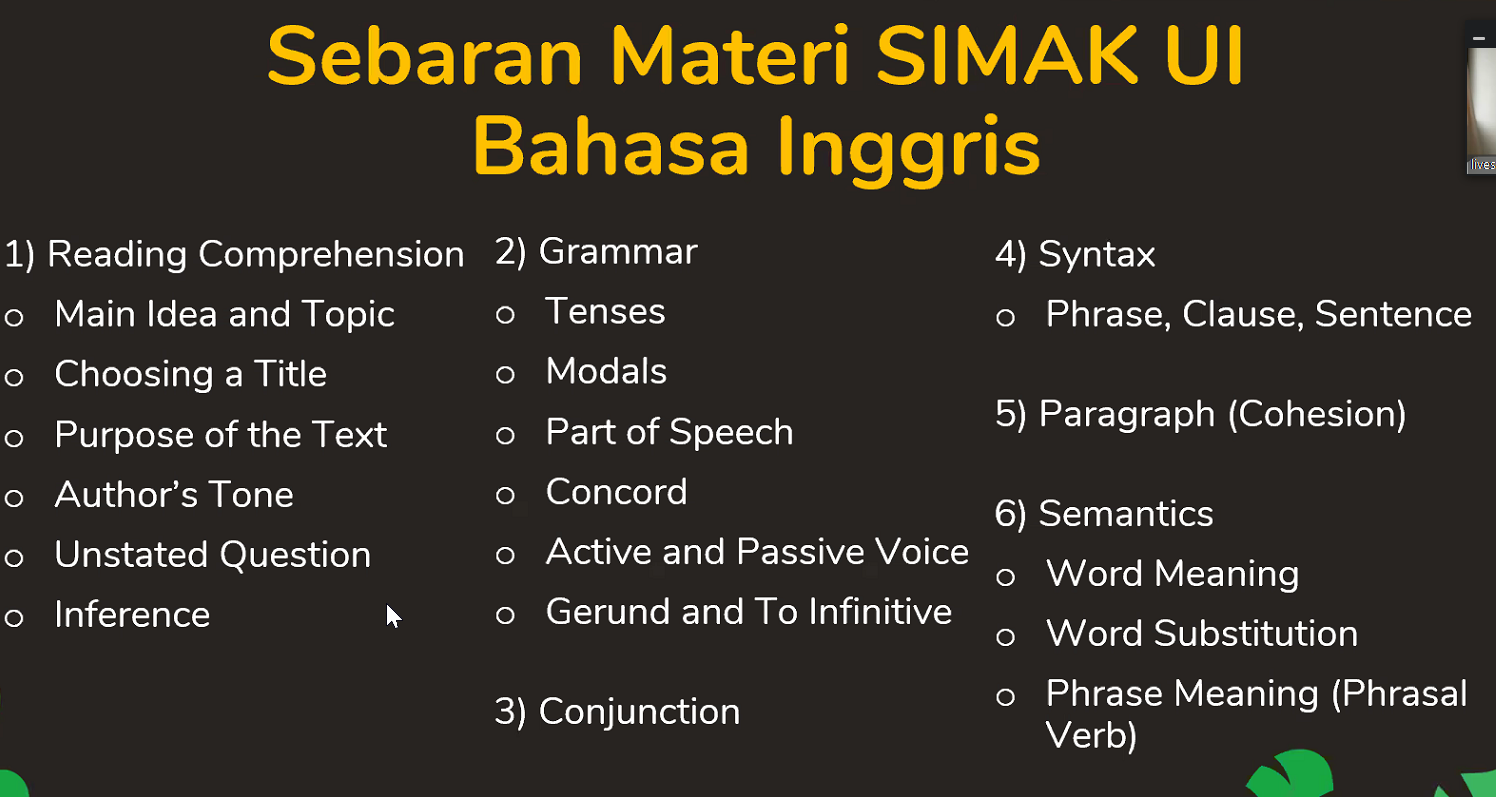 Sebaran Materi SIMAK UI
Bahasa Inggris
1) Reading Comprehension
o Main Idea and Topic
o Choosing a Title
o Purpose of the Text
o Author’s Tone
o Unstated Question
o Inference
2) Grammar
o Tenses
o Modals
o Part of Speech
o Concord
o Active and Passive Voice
o Gerund and To Infinitive
3) Conjunction
4) Syntax
o Phrase, Clause, Sentence
5) Paragraph (Cohesion)
6) Semantics
o Word Meaning
o Word Substitution
o Phrase Meaning (Phrasal
Verb)